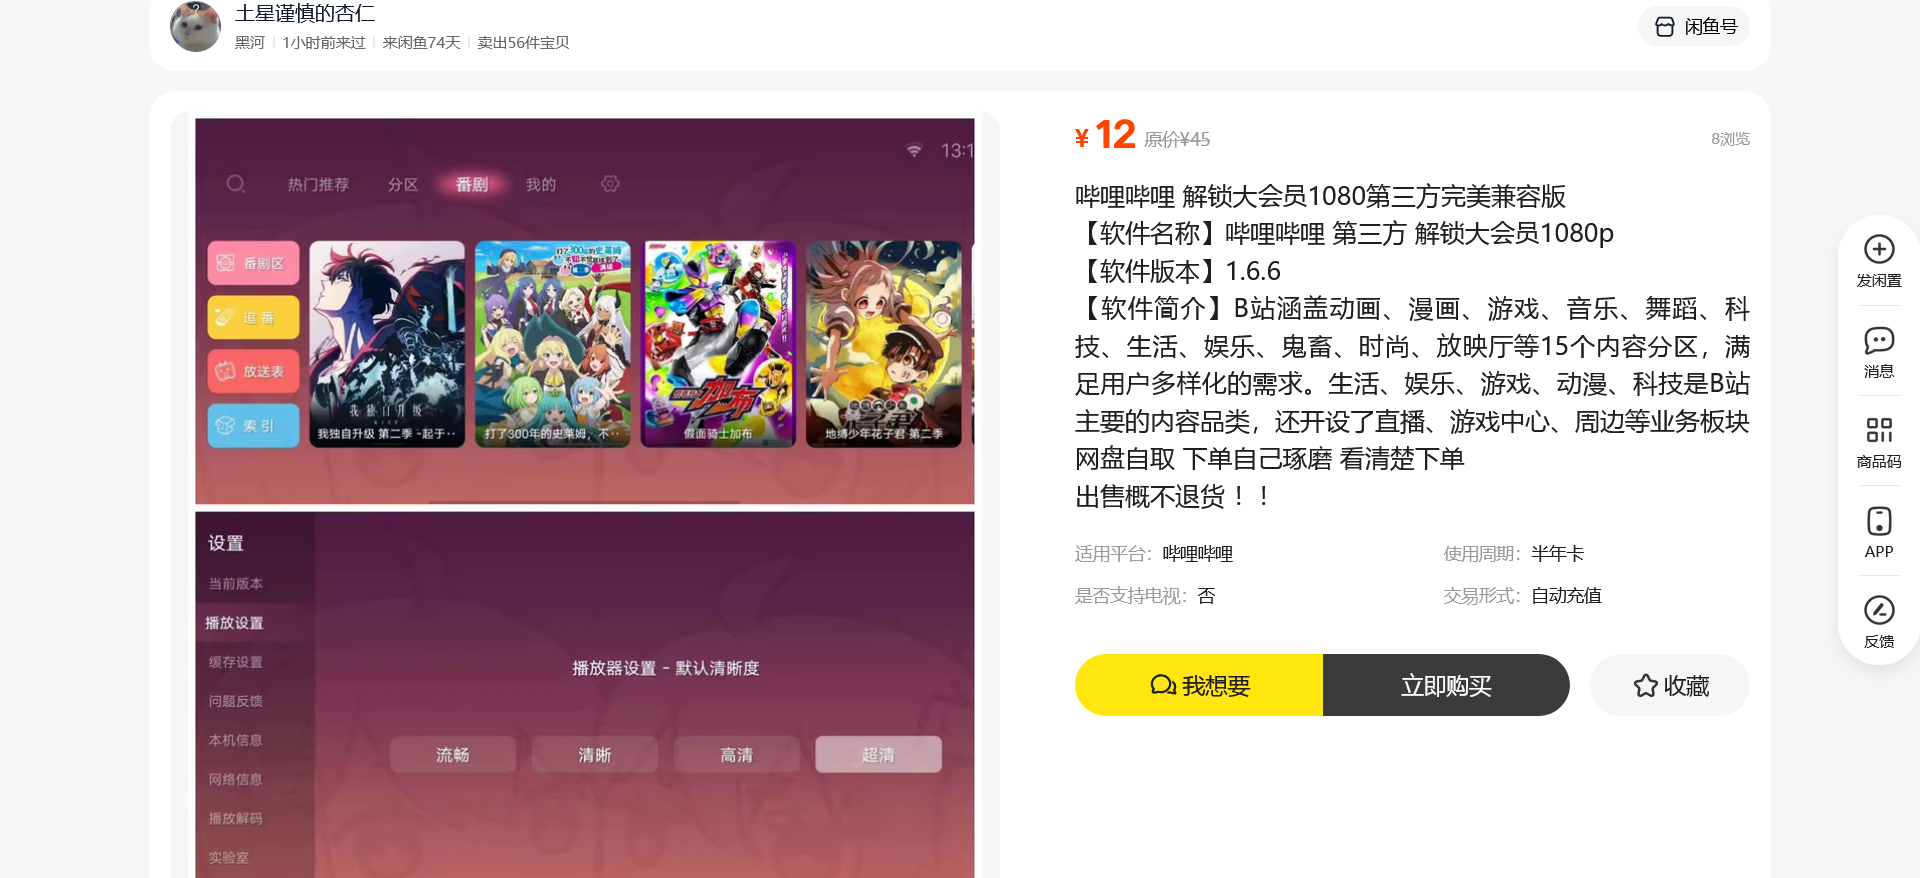 土星谨慎的杏仁
黑河 1小时前来过 来闲鱼74天 卖出56件宝贝
闲鱼号
13:1
热门推荐 分区 番剧 我的
番剧区
追番
放送表
索引
我独自升级
打了300年的史莱姆
我独自升级 第二季 -起于··
打了300年的史莱姆，不··
假面骑士加布
地缚少年花子君 第二季
设置
当前版本
播放设置
缓存设置
问题反馈
本机信息
网络信息
播放解码
实验室
播放器设置 - 默认清晰度
流畅 清晰 高清 超清
¥ 12 原价¥45
8浏览
哔哩哔哩 解锁大会员1080第三方完美兼容版
【软件名称】哔哩哔哩 第三方 解锁大会员1080p
【软件版本】1.6.6
【软件简介】B站涵盖动画、漫画、游戏、音乐、舞蹈、科
技、生活、娱乐、鬼畜、时尚、放映厅等15个内容分区，满
足用户多样化的需求。生活、娱乐、游戏、动漫、科技是B站
主要的内容品类，还开设了直播、游戏中心、周边等业务板块
网盘自取 下单自己琢磨 看清楚下单
出售概不退货！！
适用平台：哔哩哔哩 使用周期：半年卡
是否支持电视：否 交易形式：自动充值
我想要 立即购买 收藏
发闲置
消息
商品码
APP
反馈